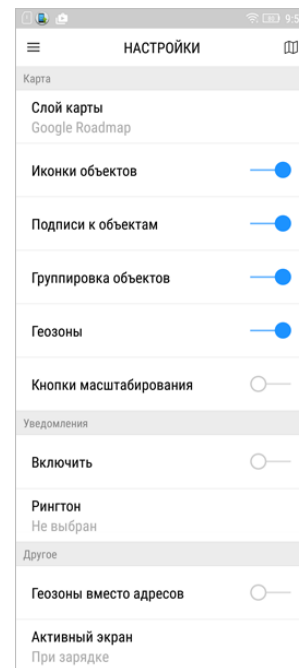 НАСТРОЙКИ
Карта
Слой карты
Google Roadmap
Иконки объектов
Подписи к объектам
Группировка объектов
Геозоны
Кнопки масштабирования
Уведомления
Включить
Рингтон
Не выбран
Другое
Геозоны вместо адресов
Активный экран
При зарядке